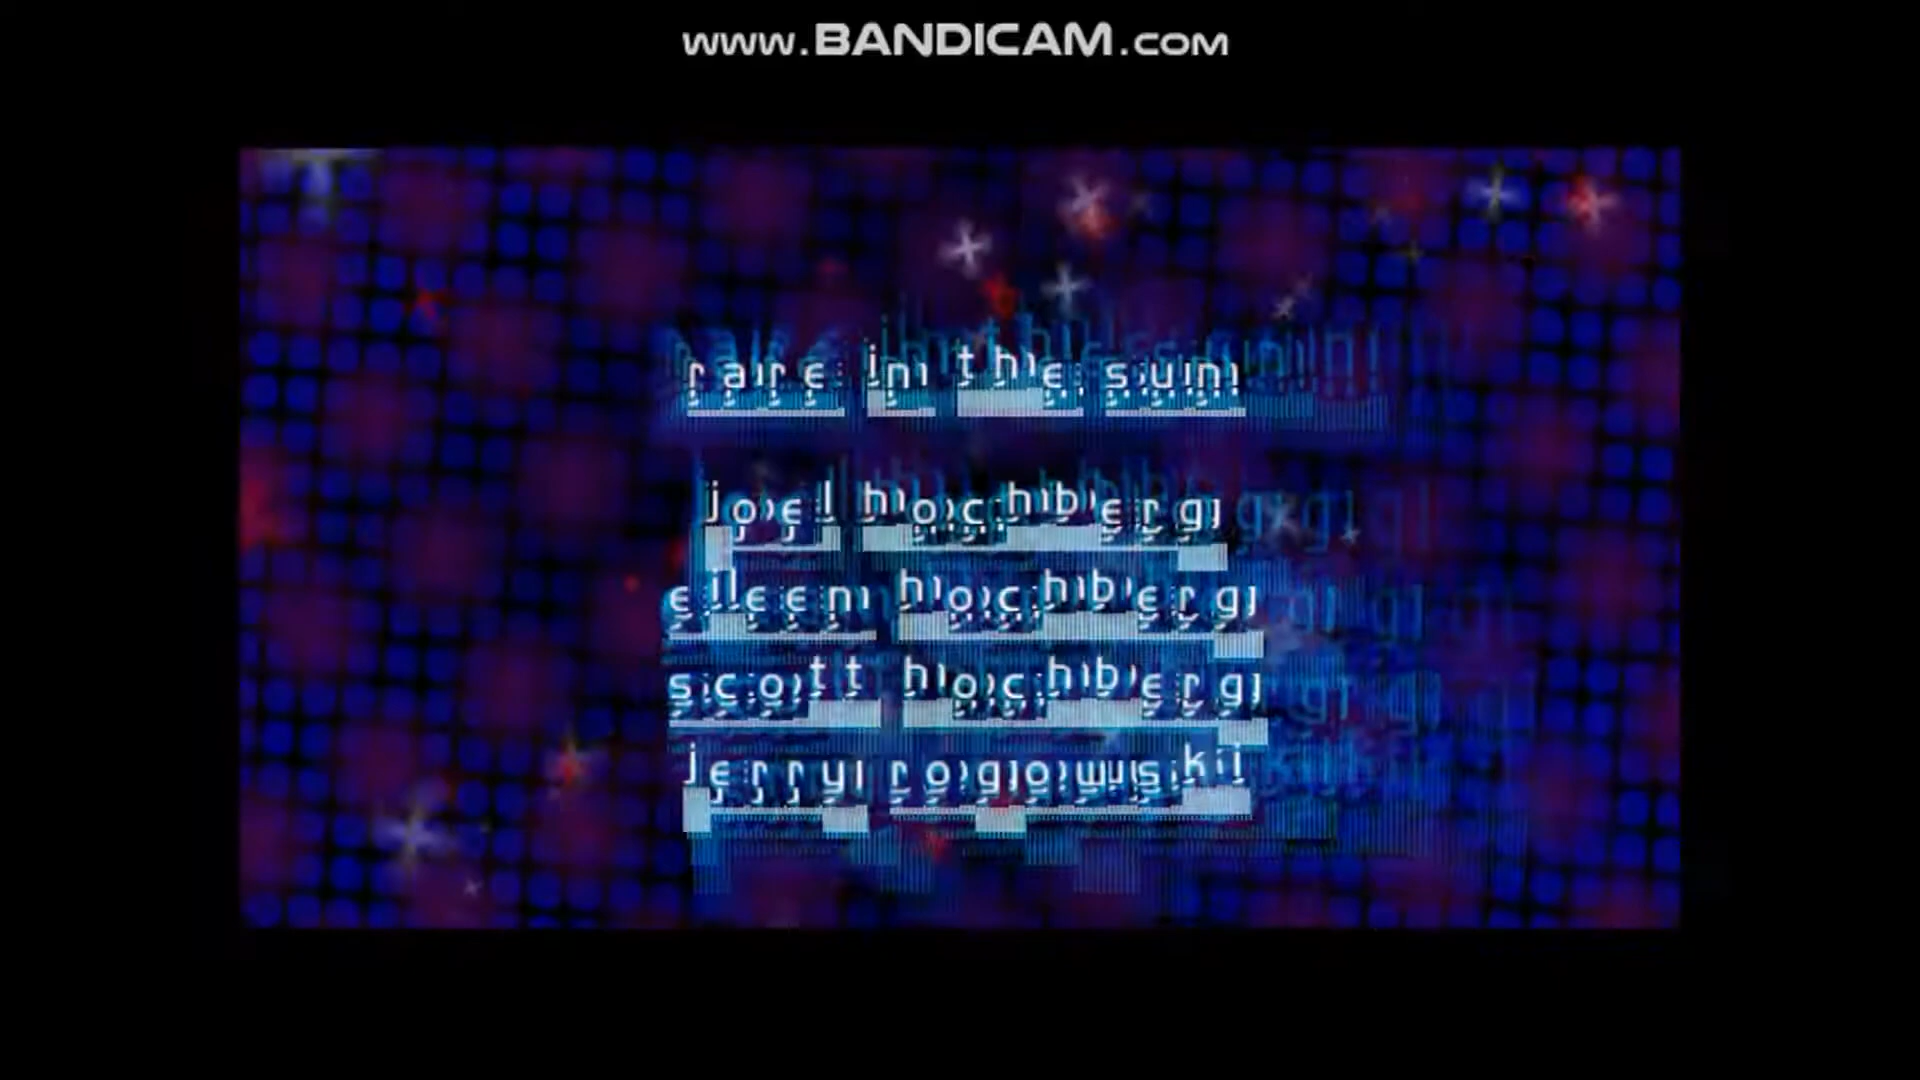 www.BANDICAM.com
rare in the sun
joel hochberg
eileen hochberg
scott hochberg
jerry rogowski